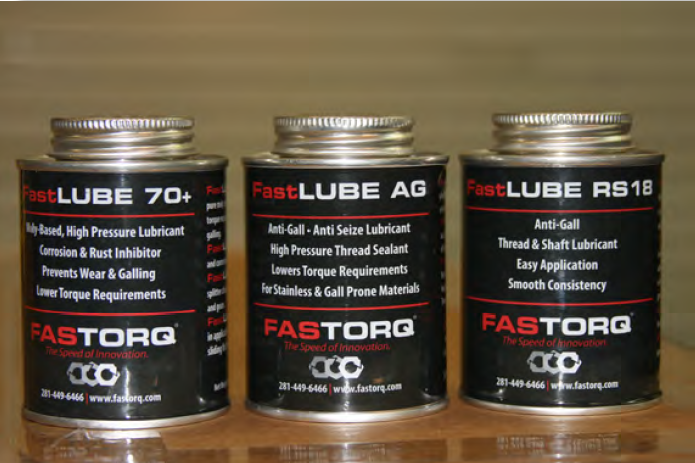 FastLUBE 70+
Moly-Based, High Pressure Lubricant
Corrosion & Rust Inhibitor
Prevents Wear & Galling
Lower Torque Requirements
FASTORQ®
The Speed of Innovation.
281-449-6466 | www.fastorq.com
FastLUBE AG
Anti-Gall - Anti Seize Lubricant
High Pressure Thread Sealant
Lowers Torque Requirements
For Stainless & Gall Prone Materials
FASTORQ®
The Speed of Innovation.
281-449-6466 | www.fastorq.com
FastLUBE RS18
Anti-Gall
Thread & Shaft Lubricant
Easy Application
Smooth Consistency
FASTORQ®
The Speed of Innovation.
281-449-6466 | www.fastorq.com